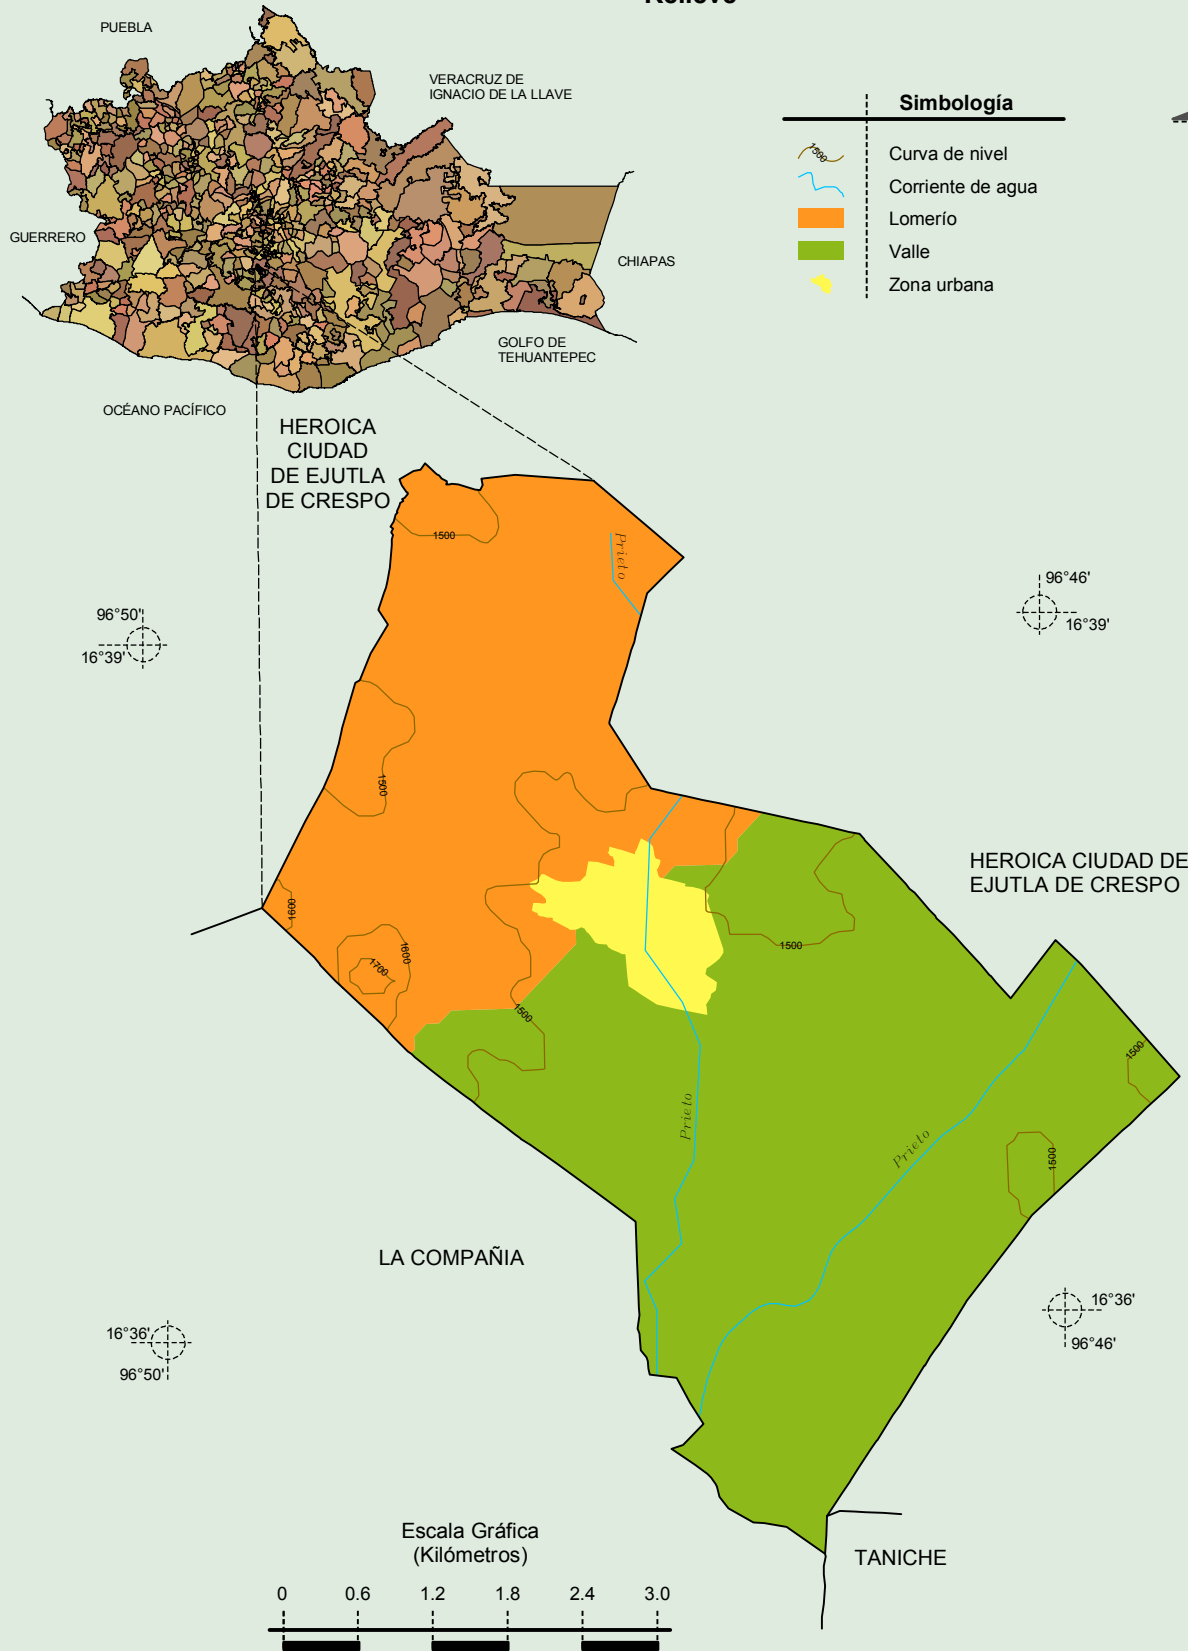 Relieve
PUEBLA
VERACRUZ DE
IGNACIO DE LA LLAVE
GUERRERO
CHIAPAS
GOLFO DE
TEHUANTEPEC
OCÉANO PACÍFICO
Simbología
1500
Curva de nivel
Corriente de agua
Lomerío
Valle
Zona urbana
HEROICA
CIUDAD
DE EJUTLA
DE CRESPO
1500
Prieto
96°50'
16°39'
96°46'
16°39'
1500
HEROICA CIUDAD DE
EJUTLA DE CRESPO
1600
1600
1700
1500
1500
1500
1500
Prieto
Prieto
LA COMPAÑIA
16°36'
96°50'
16°36'
96°46'
TANICHE
Escala Gráfica
(Kilómetros)
0 0.6 1.2 1.8 2.4 3.0